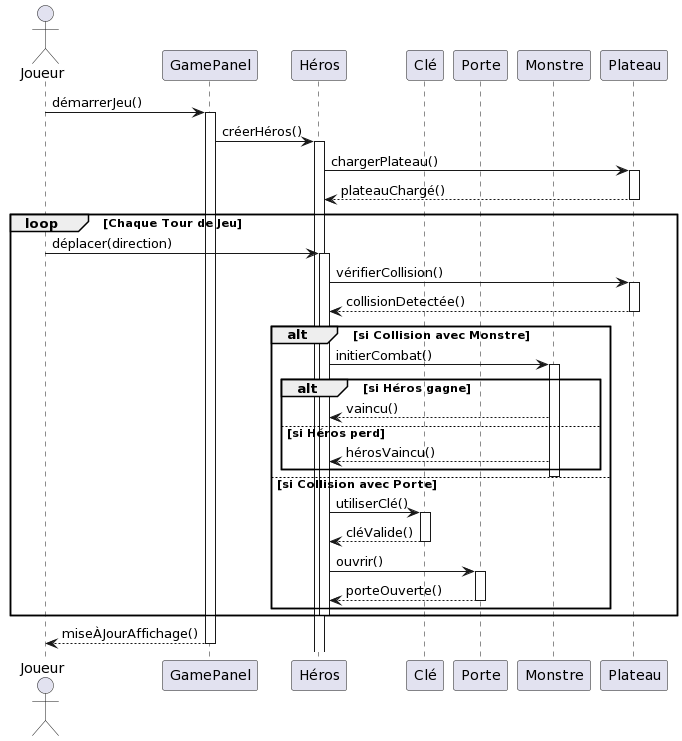 Joueur
GamePanel
Héros
Clé
Porte
Monstre
Plateau
démarrerJeu()
créerHéros()
chargerPlateau()
plateauChargé()
loop [Chaque Tour de Jeu]
déplacer(direction)
vérifierCollision()
collisionDetectée()
alt [si Collision avec Monstre]
initierCombat()
alt [si Héros gagne]
vaincu()
[si Héros perd]
hérosVaincu()
[si Collision avec Porte]
utiliserClé()
cléValide()
ouvrir()
porteOuverte()
miseÀJourAffichage()
Joueur
GamePanel
Héros
Clé
Porte
Monstre
Plateau